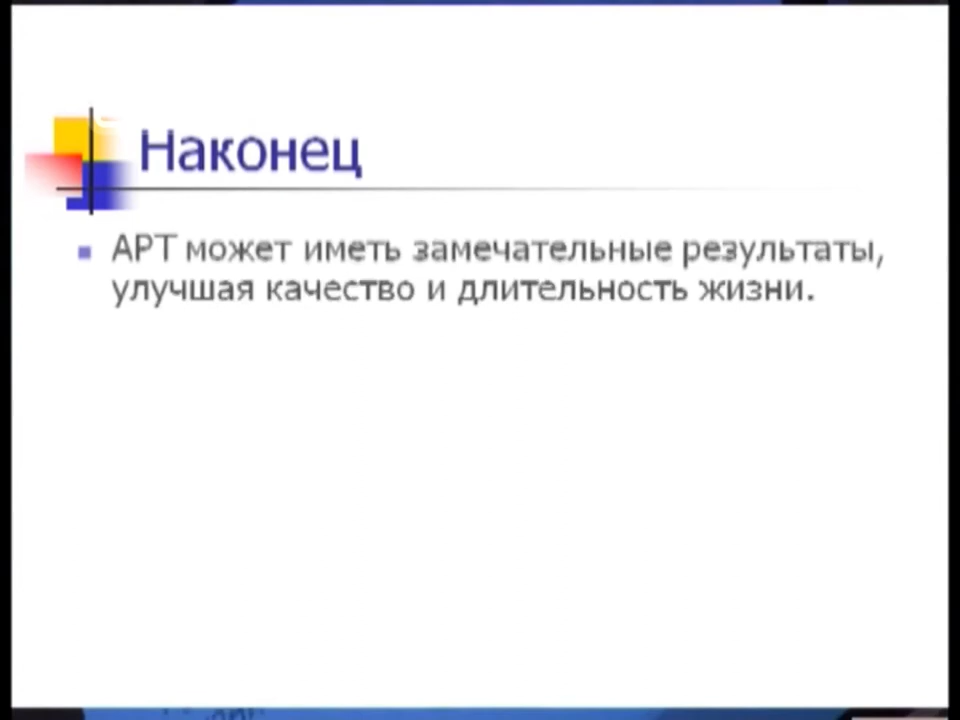 Наконец
АРТ может иметь замечательные результаты,
улучшая качество и длительность жизни.